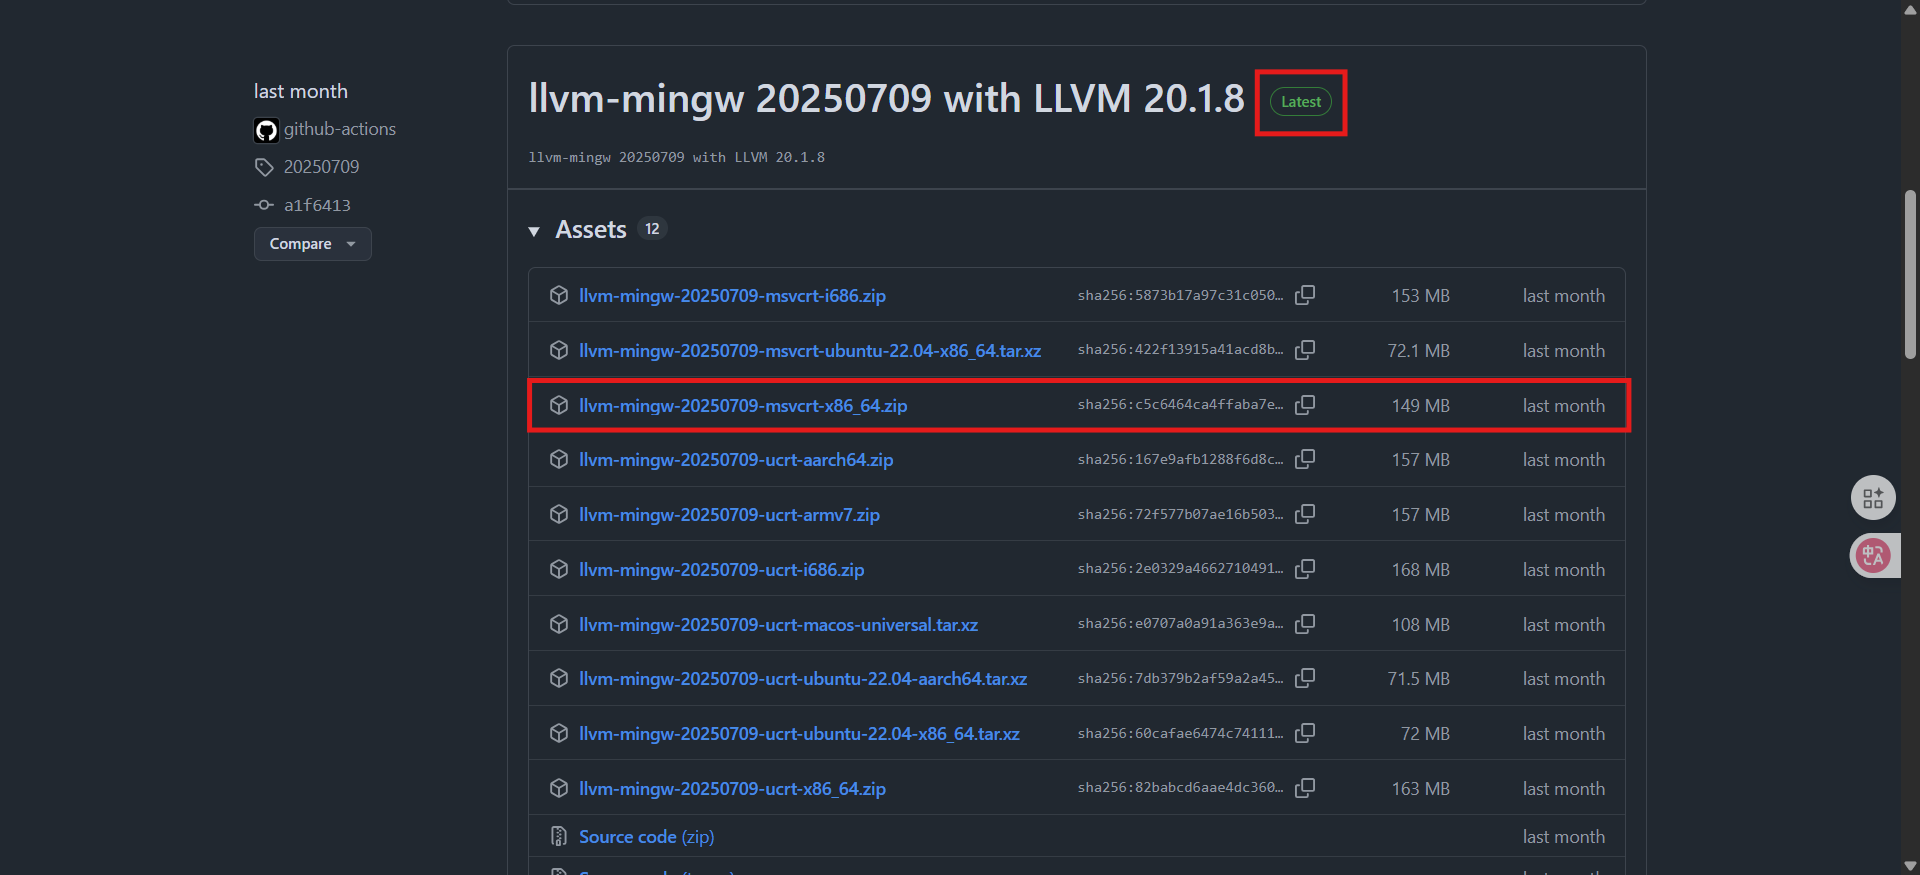 last month
github-actions
20250709
a1f6413
Compare
llvm-mingw 20250709 with LLVM 20.1.8 Latest
llvm-mingw 20250709 with LLVM 20.1.8
Assets 12
llvm-mingw-20250709-msvcrt-i686.zip sha256:5873b17a97c31c050… 153 MB last month
llvm-mingw-20250709-msvcrt-ubuntu-22.04-x86_64.tar.xz sha256:422f13915a41acd8b… 72.1 MB last month
llvm-mingw-20250709-msvcrt-x86_64.zip sha256:c5c6464ca4ffaba7e… 149 MB last month
llvm-mingw-20250709-ucrt-aarch64.zip sha256:167e9afb1288f6d8c… 157 MB last month
llvm-mingw-20250709-ucrt-armv7.zip sha256:72f577b07ae16b503… 157 MB last month
llvm-mingw-20250709-ucrt-i686.zip sha256:2e0329a4662710491… 168 MB last month
llvm-mingw-20250709-ucrt-macos-universal.tar.xz sha256:e0707a0a91a363e9a… 108 MB last month
llvm-mingw-20250709-ucrt-ubuntu-22.04-aarch64.tar.xz sha256:7db379b2af59a2a45… 71.5 MB last month
llvm-mingw-20250709-ucrt-ubuntu-22.04-x86_64.tar.xz sha256:60cafae6474c74111… 72 MB last month
llvm-mingw-20250709-ucrt-x86_64.zip sha256:82babcd6aae4dc360… 163 MB last month
Source code (zip) last month
中A